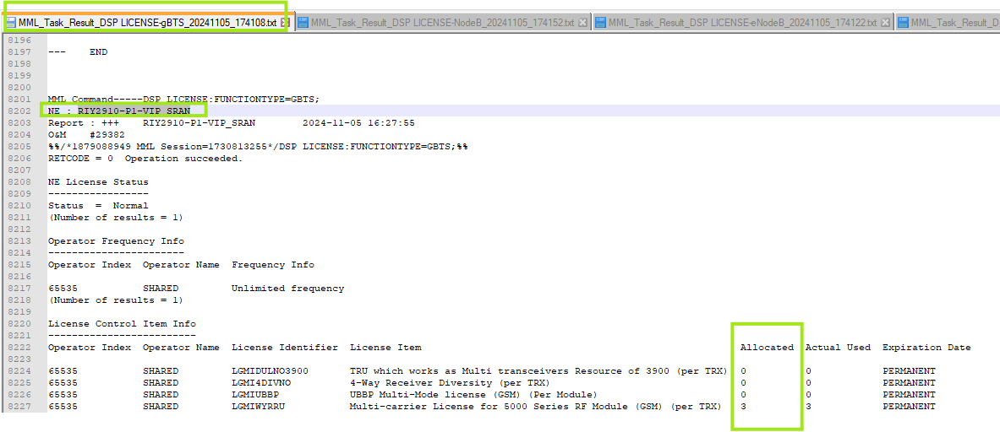 MML_Task_Result_DSP LICENSE-gBTS_20241105_174108.txt MML_Task_Result_DSP LICENSE-NodeB_20241105_174152.txt MML_Task_Result_DSP LICENSE-eNodeB_20241105_174122.txt MML_Task_Result_D
8196
8197 --- END
8198
8199
8200
8201 MML Command-----DSP LICENSE:FUNCTIONTYPE=GBTS;
8202 NE : RIY2910-P1-VIP_SRAN
8203 Report : +++ RIY2910-P1-VIP_SRAN 2024-11-05 16:27:55
8204 O&M #29382
8205 %%/*1879088949 MML Session=1730813255*/DSP LICENSE:FUNCTIONTYPE=GBTS;%%
8206 RETCODE = 0 Operation succeeded.
8207
8208 NE License Status
8209 -----------------
8210 Status = Normal
8211 (Number of results = 1)
8212
8213 Operator Frequency Info
8214 -----------------------
8215 Operator Index Operator Name Frequency Info
8216
8217 65535 SHARED Unlimited frequency
8218 (Number of results = 1)
8219
8220 License Control Item Info
8221 -------------------------
8222 Operator Index Operator Name License Identifier License Item Allocated Actual Used Expiration Date
8223
8224 65535 SHARED LGMIDULNO3900 TRU which works as Multi transceivers Resource of 3900 (per TRX) 0 0 PERMANENT
8225 65535 SHARED LGMI4DIVNO 4-Way Receiver Diversity (per TRX) 0 0 PERMANENT
8226 65535 SHARED LGMIUBBP UBBP Multi-Mode license (GSM) (Per Module) 0 0 PERMANENT
8227 65535 SHARED LGMIWYRRU Multi-carrier License for 5000 Series RF Module (GSM) (per TRX) 3 3 PERMANENT